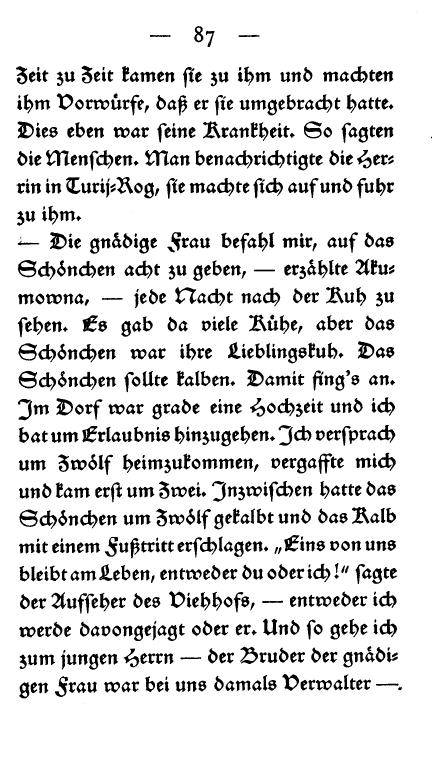 — 87 —
Zeit zu Zeit kamen sie zu ihm und machten
ihm Vorwürfe, daß er sie umgebracht hatte.
Dies eben war seine Krankheit. So sagten
die Menschen. Man benachrichtigte die Her-
rin in Turij-Rog, sie machte sich auf und fuhr
zu ihm.
— Die gnädige Frau befahl mir, auf das
Schönchen acht zu geben, — erzählte Aku-
mowna, — jede Nacht nach der Kuh zu
sehen. Es gab da viele Kühe, aber das
Schönchen war ihre Lieblingskuh. Das
Schönchen sollte kalben. Damit fing's an.
Im Dorf war grade eine Hochzeit und ich
bat um Erlaubnis hinzugehen. Ich versprach
um Zwölf heimzukommen, vergaffte mich
und kam erst um Zwei. Inzwischen hatte das
Schönchen um Zwölf gekalbt und das Kalb
mit einem Fußtritt erschlagen. „Eins von uns
bleibt am Leben, entweder du oder ich!“ sagte
der Aufseher des Viehhofs, — entweder ich
werde davongejagt oder er. Und so gehe ich
zum jungen Herrn — der Bruder der gnädi-
gen Frau war bei uns damals Verwalter —.